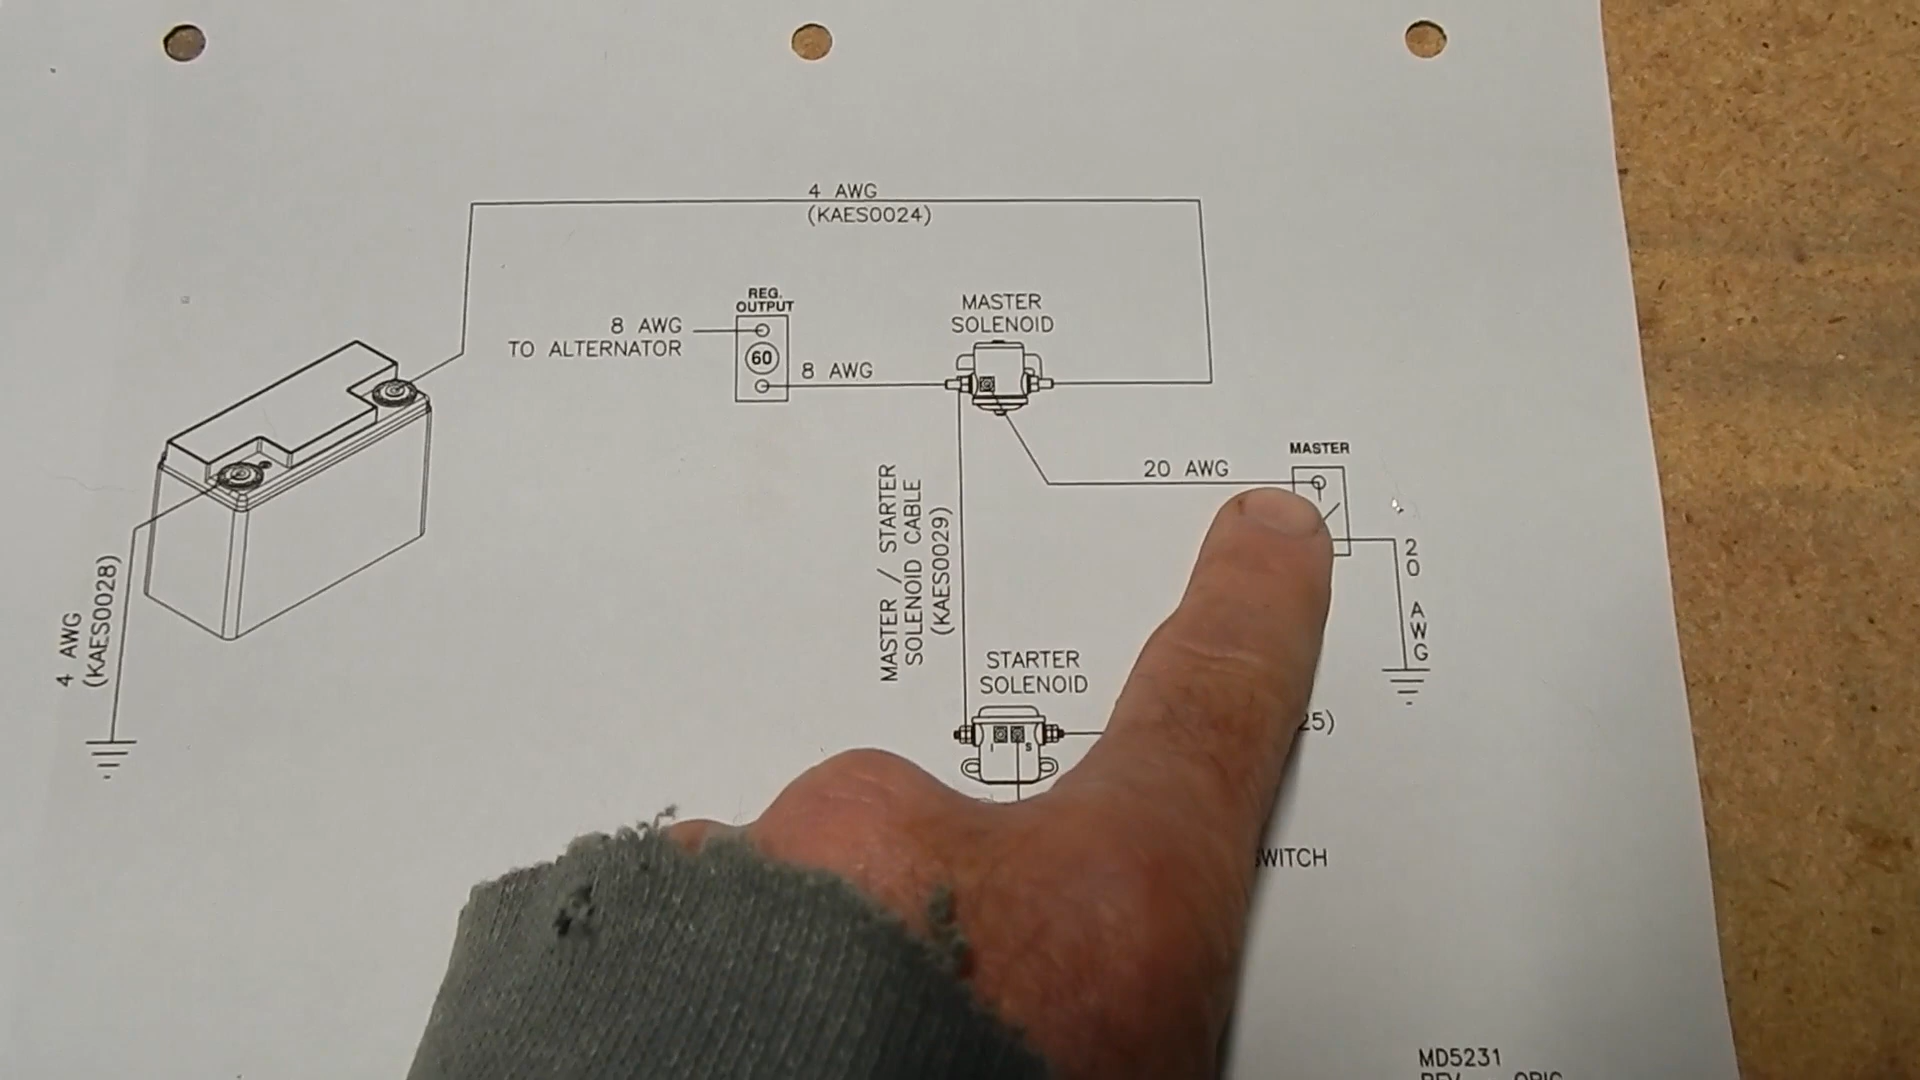 4 AWG
(KAES0024)
REG.
OUTPUT
60
8 AWG
TO ALTERNATOR
8 AWG
MASTER
SOLENOID
MASTER
20 AWG
20 AWG
MASTER / STARTER
SOLENOID CABLE
(KAES0029)
4 AWG
(KAES0028)
STARTER
SOLENOID
I S
25)
WITCH
MD5231